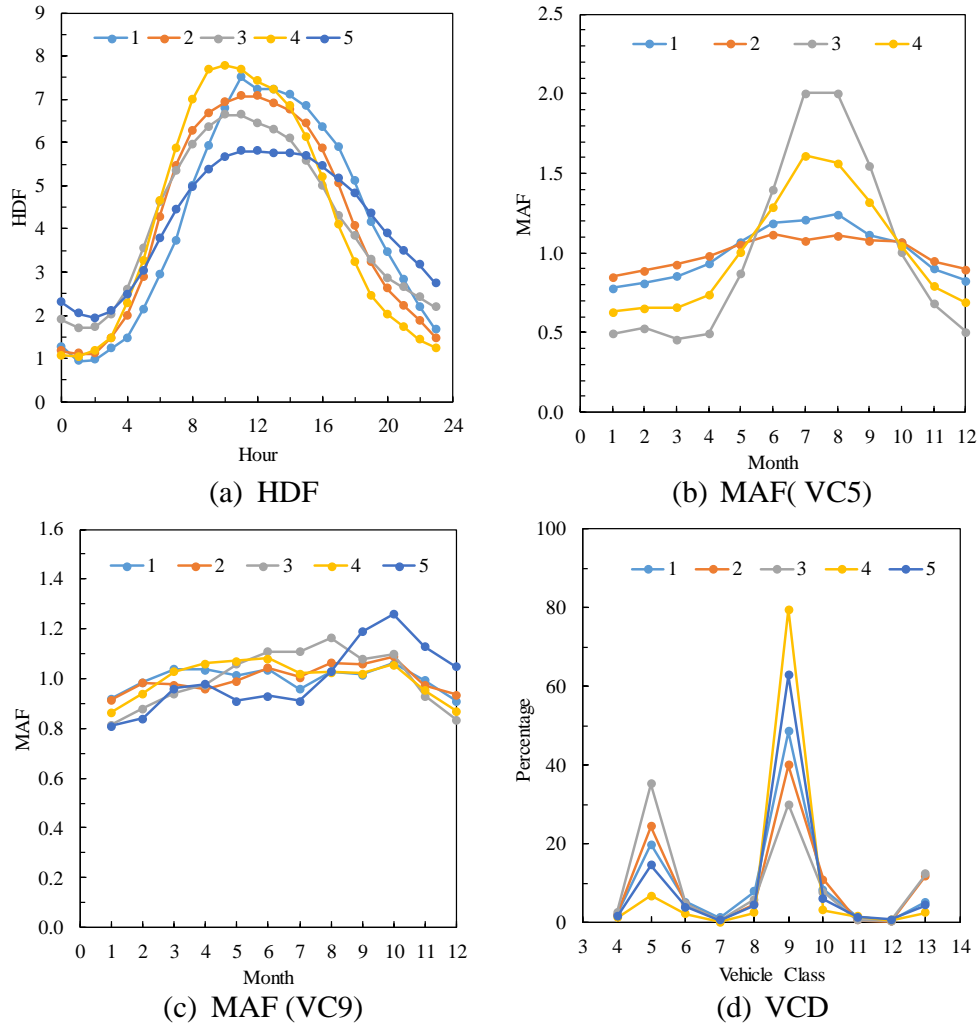 9
8
7
6
5
4
3
2
1
0
HDF
1 2 3 4 5
0 4 8 12 16 20 24
Hour
(a) HDF
2.5
2.0
1.5
1.0
0.5
0.0
MAF
1 2 3 4
0 1 2 3 4 5 6 7 8 9 10 11 12
Month
(b) MAF( VC5)
1.6
1.4
1.2
1.0
0.8
0.6
0.4
0.2
0.0
MAF
1 2 3 4 5
0 1 2 3 4 5 6 7 8 9 10 11 12
Month
(c) MAF (VC9)
100
80
60
40
20
0
Percentage
1 2 3 4 5
3 4 5 6 7 8 9 10 11 12 13 14
Vehicle Class
(d) VCD